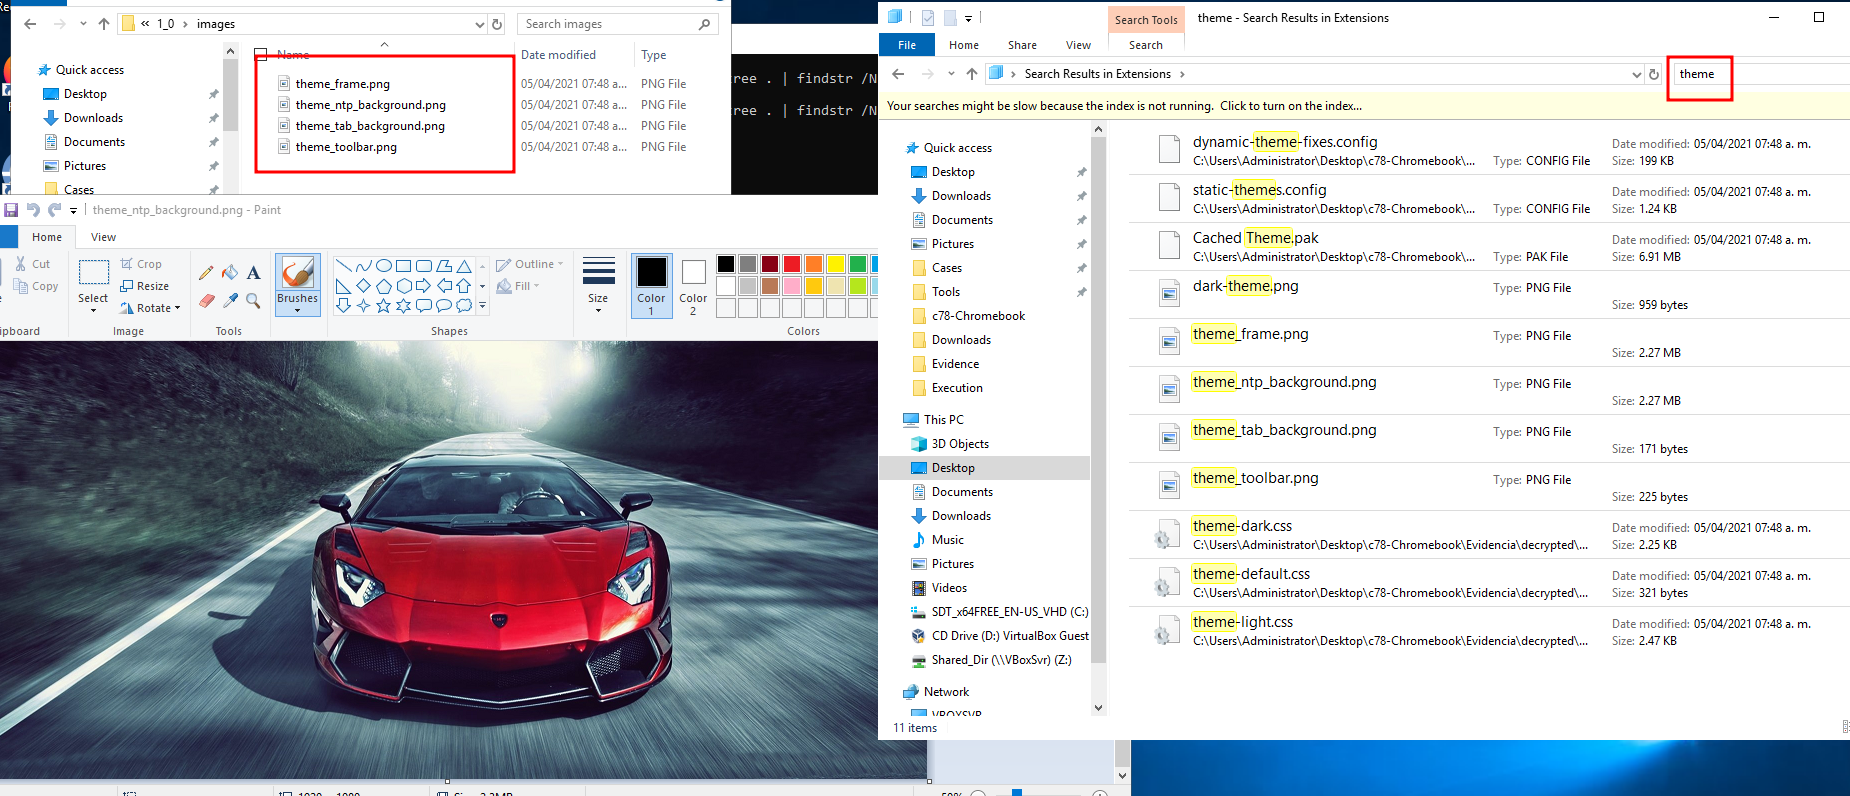 « 1_0 › images
Search images
Name
Date modified
Type
Quick access
Desktop
Downloads
Documents
Pictures
Cases
theme_frame.png 05/04/2021 07:48 a... PNG File
theme_ntp_background.png 05/04/2021 07:48 a... PNG File
theme_tab_background.png 05/04/2021 07:48 a... PNG File
theme_toolbar.png 05/04/2021 07:48 a... PNG File
tree . | findstr /N
tree . | findstr /N
theme_ntp_background.png - Paint
Home View
Cut
Copy
Select
Crop
Resize
Rotate
Brushes
Outline
Fill
Size
Color 1
Color 2
Image
Tools
Shapes
Colors
Search Tools
theme - Search Results in Extensions
File Home Share View Search
Search Results in Extensions
theme
Your searches might be slow because the index is not running. Click to turn on the index...
Quick access
Desktop
Downloads
Documents
Pictures
Cases
Tools
c78-Chromebook
Downloads
Evidence
Execution
This PC
3D Objects
Desktop
Documents
Downloads
Music
Pictures
Videos
SDT_x64FREE_EN-US_VHD (C:)
CD Drive (D:) VirtualBox Guest
Shared_Dir (\\VBoxSvr) (Z:)
Network
VBOXSVR
11 items
dynamic-theme-fixes.config
C:\Users\Administrator\Desktop\c78-Chromebook\... Type: CONFIG File
Date modified: 05/04/2021 07:48 a. m.
Size: 199 KB
static-themes.config
C:\Users\Administrator\Desktop\c78-Chromebook\... Type: CONFIG File
Date modified: 05/04/2021 07:48 a. m.
Size: 1.24 KB
Cached Theme.pak
C:\Users\Administrator\Desktop\c78-Chromebook\... Type: PAK File
Date modified: 05/04/2021 07:48 a. m.
Size: 6.91 MB
dark-theme.png Type: PNG File
Size: 959 bytes
theme_frame.png Type: PNG File
Size: 2.27 MB
theme_ntp_background.png Type: PNG File
Size: 2.27 MB
theme_tab_background.png Type: PNG File
Size: 171 bytes
theme_toolbar.png Type: PNG File
Size: 225 bytes
theme-dark.css
C:\Users\Administrator\Desktop\c78-Chromebook\Evidencia\decrypted\...
Date modified: 05/04/2021 07:48 a. m.
Size: 2.25 KB
theme-default.css
C:\Users\Administrator\Desktop\c78-Chromebook\Evidencia\decrypted\...
Date modified: 05/04/2021 07:48 a. m.
Size: 321 bytes
theme-light.css
C:\Users\Administrator\Desktop\c78-Chromebook\Evidencia\decrypted\...
Date modified: 05/04/2021 07:48 a. m.
Size: 2.47 KB